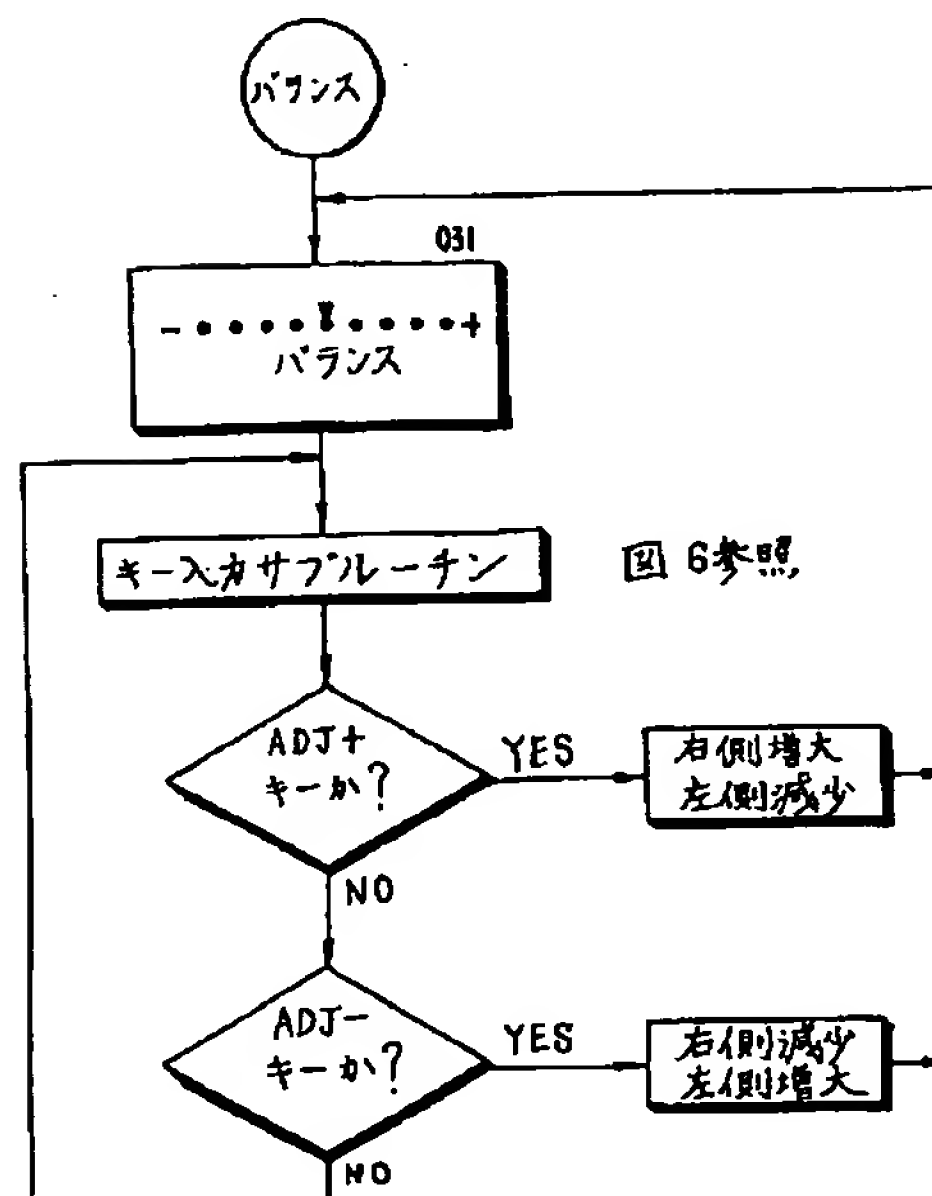 バランス
031
- • • • • • • • • • +
バランス
キー入力サブルーチン
図 6参照
ADJ+
キーか?
YES
右側増大
左側減少
NO
ADJ-
キーか?
YES
右側減少
左側増大
NO